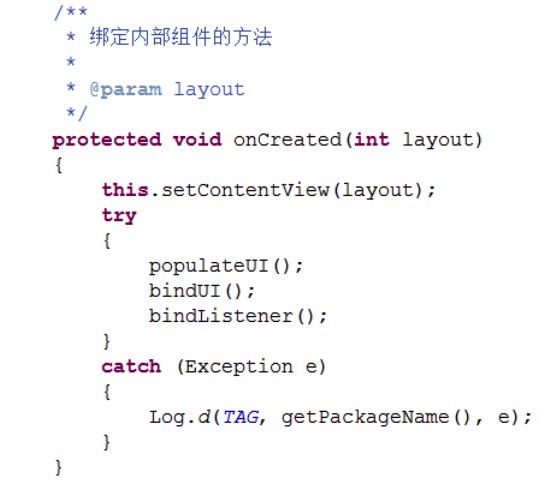 /**
 * 绑定内部组件的方法
 *
 * @param layout
 */
protected void onCreated(int layout)
{
    this.setContentView(layout);
    try
    {
        populateUI();
        bindUI();
        bindListener();
    }
    catch (Exception e)
    {
        Log.d(TAG, getPackageName(), e);
    }
}